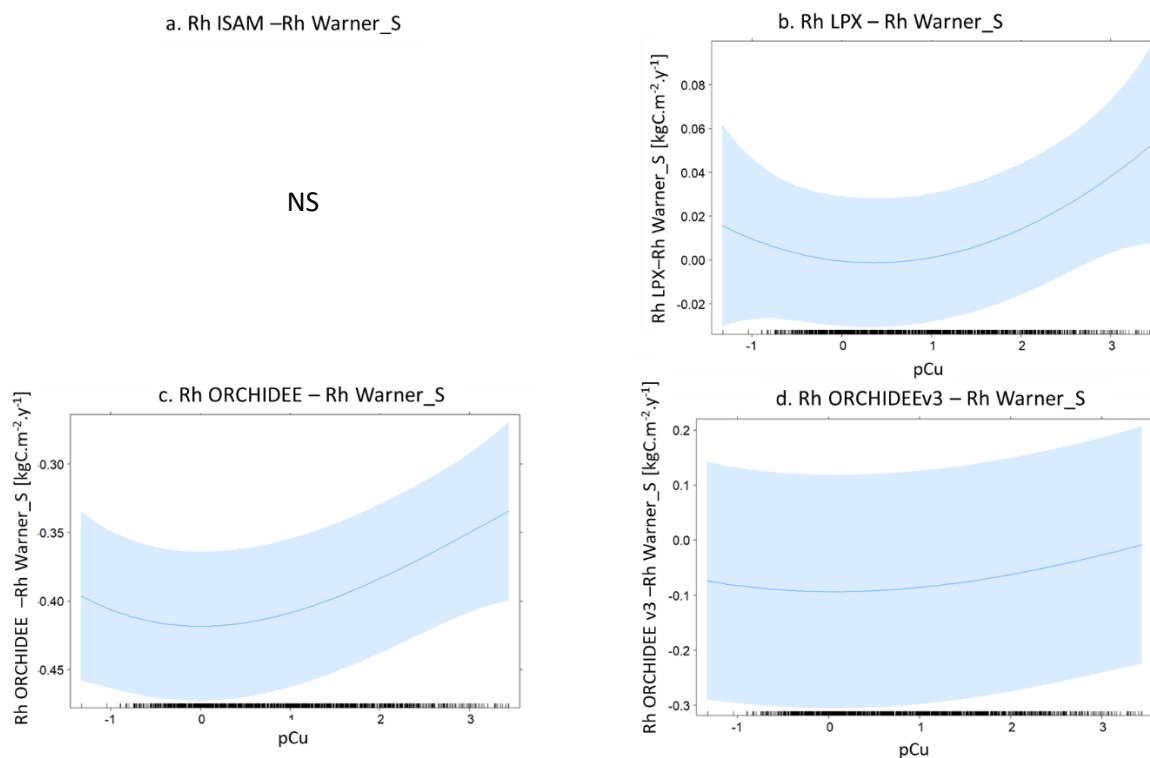 a. Rh ISAM –Rh Warner_S
NS
b. Rh LPX – Rh Warner_S
Rh LPX–Rh Warner_S [kgC.m-2.y-1]
0.08
0.06
0.04
0.02
0.00
-0.02
-1 0 1 2 3
pCu
c. Rh ORCHIDEE – Rh Warner_S
Rh ORCHIDEE –Rh Warner_S [kgC.m-2.y-1]
-0.30
-0.35
-0.40
-0.45
-1 0 1 2 3
pCu
d. Rh ORCHIDEEv3 – Rh Warner_S
Rh ORCHIDEE v3 –Rh Warner_S [kgC.m-2.y-1]
0.2
0.1
0.0
-0.1
-0.2
-0.3
-1 0 1 2 3
pCu